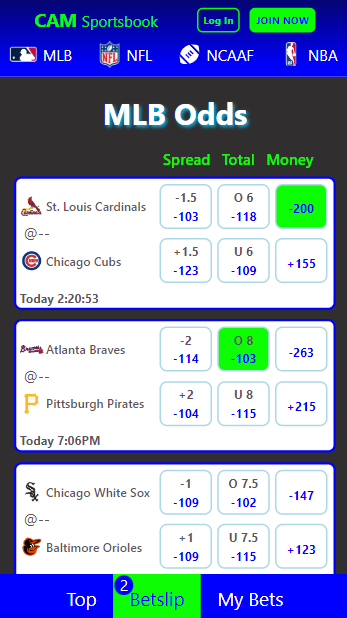 CAM Sportsbook Log In JOIN NOW
MLB NFL NCAAF NBA
MLB Odds
Spread Total Money
St. Louis Cardinals -1.5 -103 O 6 -118 -200
@--
Chicago Cubs +1.5 -123 U 6 -109 +155
Today 2:20:53
Atlanta Braves -2 -114 O 8 -103 -263
@--
Pittsburgh Pirates +2 -104 U 8 -115 +215
Today 7:06PM
Chicago White Sox -1 -109 O 7.5 -102 -147
@--
Baltimore Orioles +1 -109 U 7.5 -115 +123
Top 2 Betslip My Bets